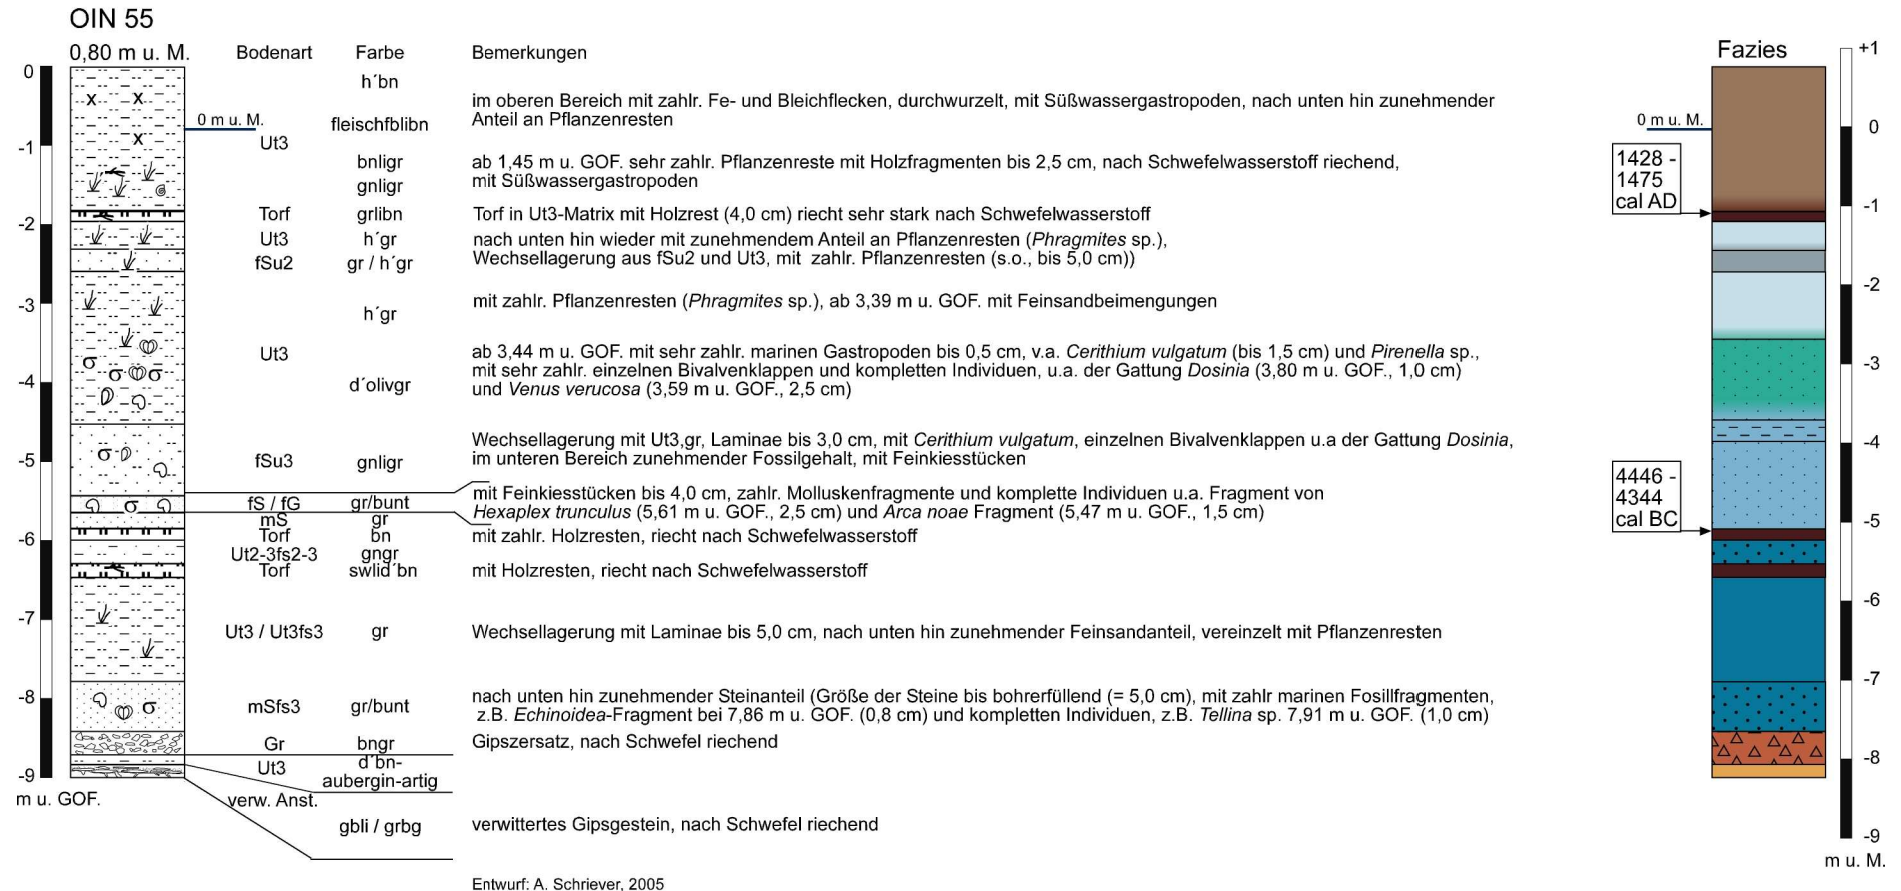 OIN 55
0,80 m u. M.
Bodenart
Farbe
Bemerkungen
Fazies
0
-1
-2
-3
-4
-5
-6
-7
-8
-9
m u. GOF.
0 m u. M.
h´bn
im oberen Bereich mit zahlr. Fe- und Bleichflecken, durchwurzelt, mit Süßwassergastropoden, nach unten hin zunehmender
Anteil an Pflanzenresten
fleischfblibn
Ut3
bnligr
ab 1,45 m u. GOF. sehr zahlr. Pflanzenreste mit Holzfragmenten bis 2,5 cm, nach Schwefelwasserstoff riechend,
mit Süßwassergastropoden
gnligr
Torf grlibn Torf in Ut3-Matrix mit Holzrest (4,0 cm) riecht sehr stark nach Schwefelwasserstoff
Ut3 h´gr nach unten hin wieder mit zunehmendem Anteil an Pflanzenresten (Phragmites sp.),
fSu2 gr / h´gr Wechsellagerung aus fSu2 und Ut3, mit zahlr. Pflanzenresten (s.o., bis 5,0 cm))
mit zahlr. Pflanzenresten (Phragmites sp.), ab 3,39 m u. GOF. mit Feinsandbeimengungen
h´gr
Ut3
ab 3,44 m u. GOF. mit sehr zahlr. marinen Gastropoden bis 0,5 cm, v.a. Cerithium vulgatum (bis 1,5 cm) und Pirenella sp.,
mit sehr zahlr. einzelnen Bivalvenklappen und kompletten Individuen, u.a. der Gattung Dosinia (3,80 m u. GOF., 1,0 cm)
und Venus verucosa (3,59 m u. GOF., 2,5 cm)
d´olivgr
Wechsellagerung mit Ut3,gr, Laminae bis 3,0 cm, mit Cerithium vulgatum, einzelnen Bivalvenklappen u.a der Gattung Dosinia,
im unteren Bereich zunehmender Fossilgehalt, mit Feinkiesstücken
fSu3 gnligr
mit Feinkiesstücken bis 4,0 cm, zahlr. Molluskenfragmente und komplette Individuen u.a. Fragment von
Hexaplex trunculus (5,61 m u. GOF., 2,5 cm) und Arca noae Fragment (5,47 m u. GOF., 1,5 cm)
fS / fG gr/bunt
mS gr
Torf bn mit zahlr. Holzresten, riecht nach Schwefelwasserstoff
Ut2-3fs2-3 gngr
Torf swlid´bn mit Holzresten, riecht nach Schwefelwasserstoff
Ut3 / Ut3fs3 gr Wechsellagerung mit Laminae bis 5,0 cm, nach unten hin zunehmender Feinsandanteil, vereinzelt mit Pflanzenresten
nach unten hin zunehmender Steinanteil (Größe der Steine bis bohrerfüllend (= 5,0 cm), mit zahlr marinen Fosillfragmenten,
z.B. Echinoidea-Fragment bei 7,86 m u. GOF. (0,8 cm) und kompletten Individuen, z.B. Tellina sp. 7,91 m u. GOF. (1,0 cm)
mSfs3 gr/bunt
Gr bngr Gipszersatz, nach Schwefel riechend
Ut3 d´bn-
aubergin-artig
verw. Anst.
gbli / grbg verwittertes Gipsgestein, nach Schwefel riechend
Entwurf: A. Schriever, 2005
x x
x
σ
σ σ
σ
σ
σ
0 m u. M.
1428 -
1475
cal AD
4446 -
4344
cal BC
+1
0
-1
-2
-3
-4
-5
-6
-7
-8
-9
m u. M.